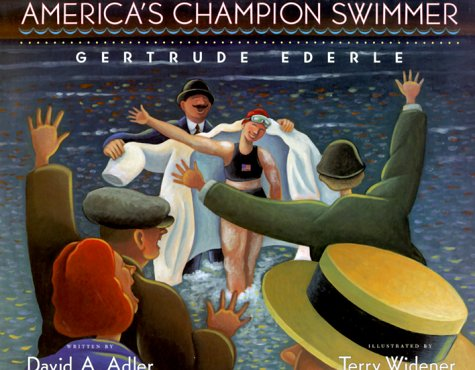 AMERICA'S CHAMPION SWIMMER
GERTRUDE EDERLE
WRITTEN BY
David A. Adler
ILLUSTRATED BY
Terry Widener